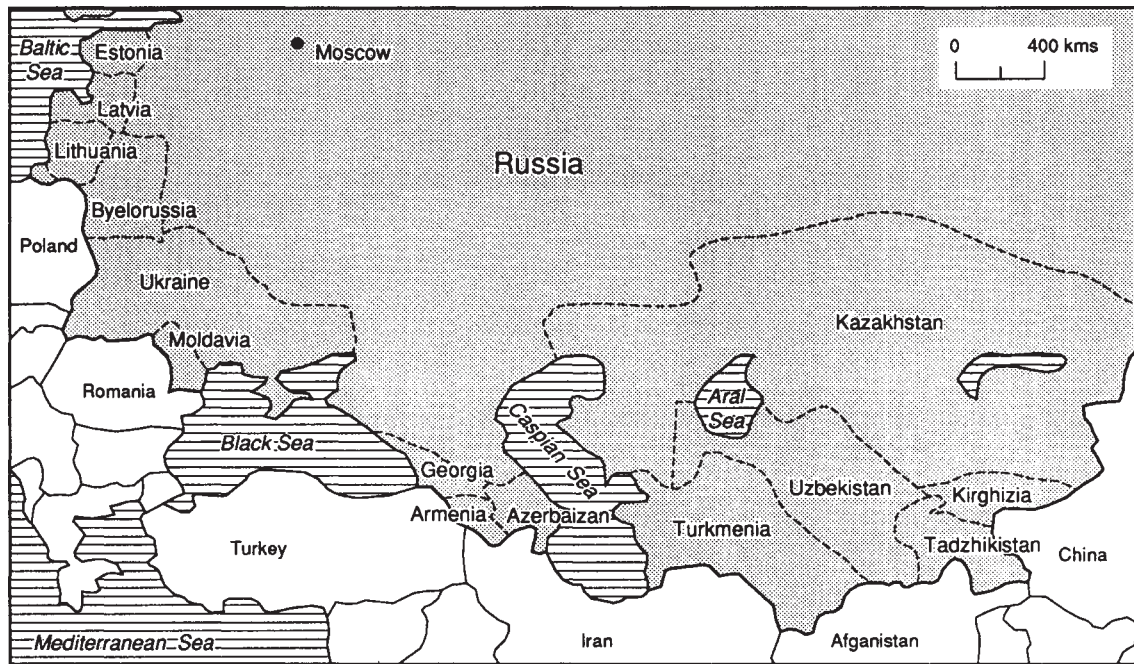 Baltic
Sea
Estonia
Moscow
0 400 kms
Latvia
Lithuania
Russia
Byelorussia
Poland
Ukraine
Kazakhstan
Moldavia
Romania
Aral
Sea
Caspian Sea
Black Sea
Georgia
Uzbekistan
Kirghizia
Armenia
Azerbaizan
Turkmenia
Tadzhikistan
Turkey
China
Mediterranean Sea
Iran
Afganistan